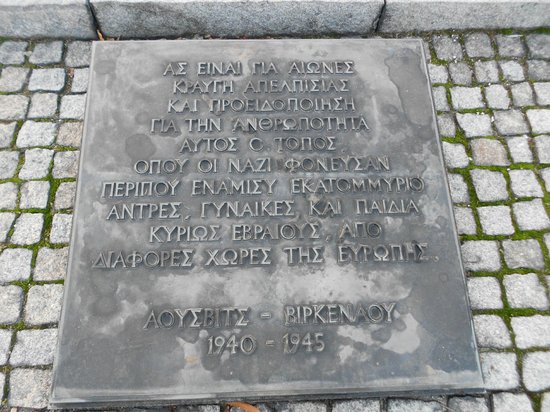 ΑΣ ΕΙΝΑΙ ΓΙΑ ΑΙΩΝΕΣ
ΚΡΑΥΓΗ ΑΠΕΛΠΙΣΙΑΣ
ΚΑΙ ΠΡΟΕΙΔΟΠΟΙΗΣΗ
ΓΙΑ ΤΗΝ ΑΝΘΡΩΠΟΤΗΤΑ
ΑΥΤΟΣ Ο ΤΟΠΟΣ,
ΟΠΟΥ ΟΙ ΝΑΖΙ ΦΟΝΕΥΣΑΝ
ΠΕΡΙΠΟΥ ΕΝΑΜΙΣΥ ΕΚΑΤΟΜΜΥΡΙΟ
ΑΝΤΡΕΣ, ΓΥΝΑΙΚΕΣ ΚΑΙ ΠΑΙΔΙΑ
ΚΥΡΙΩΣ ΕΒΡΑΙΟΥΣ, ΑΠΟ
ΔΙΑΦΟΡΕΣ ΧΩΡΕΣ ΤΗΣ ΕΥΡΩΠΗΣ.
ΑΟΥΣΒΙΤΣ - ΒΙΡΚΕΝΑΟΥ
1940 - 1945